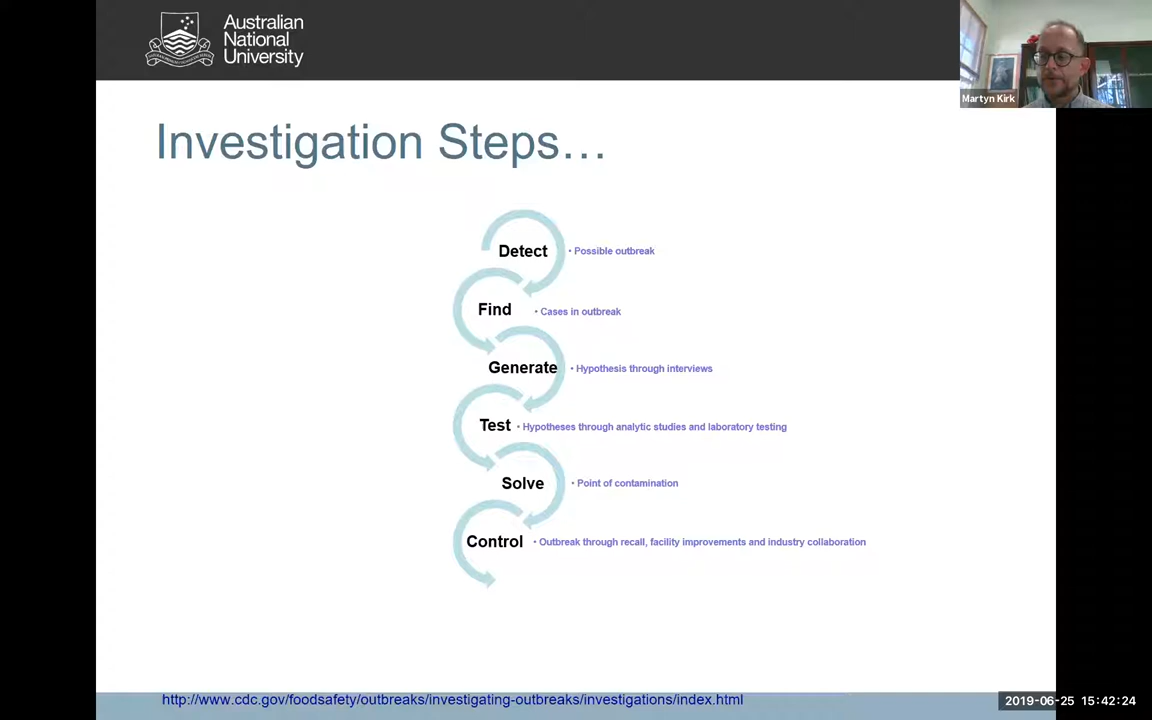 Australian
National
University
Martyn Kirk
Investigation Steps…
Detect • Possible outbreak
Find • Cases in outbreak
Generate • Hypothesis through interviews
Test • Hypotheses through analytic studies and laboratory testing
Solve • Point of contamination
Control • Outbreak through recall, facility improvements and industry collaboration
http://www.cdc.gov/foodsafety/outbreaks/investigating-outbreaks/investigations/index.html
2019-06-25 15:42:24